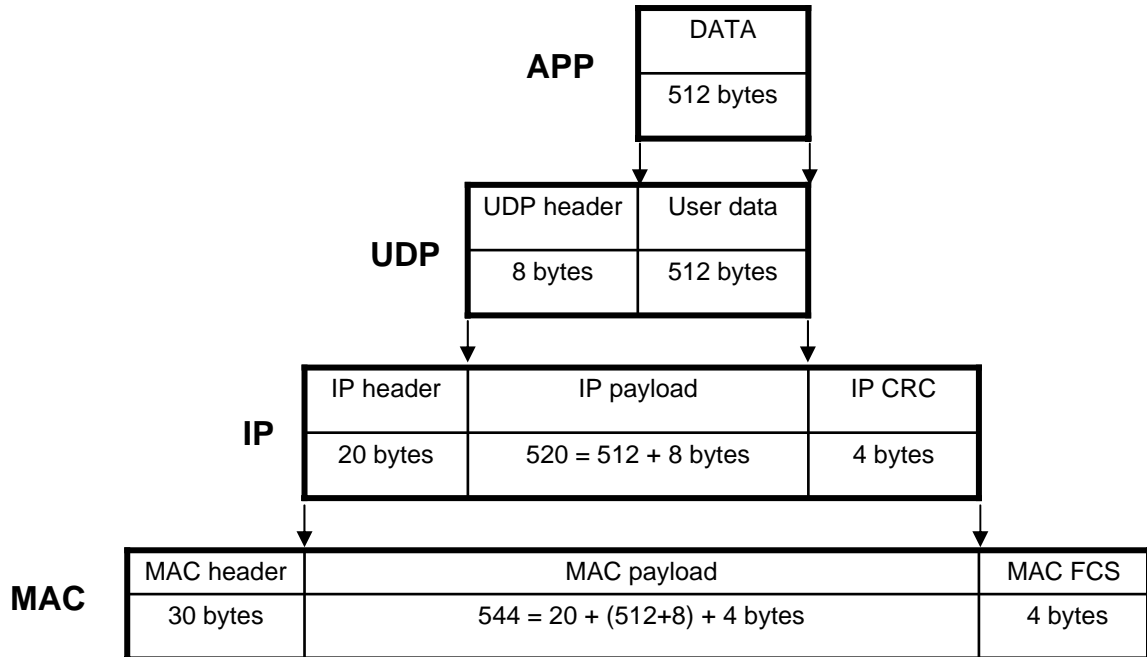 DATA
APP
512 bytes
UDP header User data
UDP
8 bytes 512 bytes
IP header IP payload IP CRC
IP
20 bytes 520 = 512 + 8 bytes 4 bytes
MAC header MAC payload MAC FCS
MAC
30 bytes 544 = 20 + (512+8) + 4 bytes 4 bytes